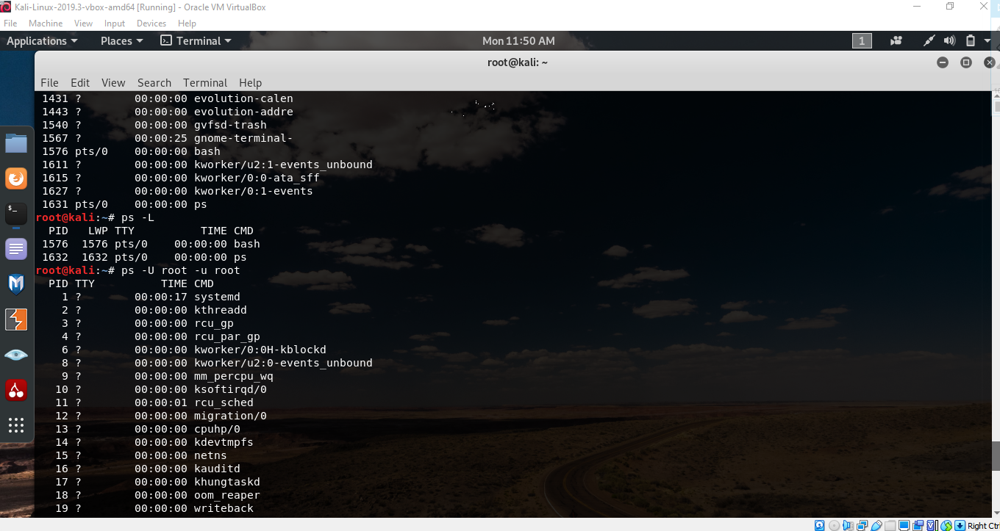 Kali-Linux-2019.3-vbox-amd64 [Running] - Oracle VM VirtualBox
File Machine View Input Devices Help
Applications Places Terminal Mon 11:50 AM 1
root@kali: ~
File Edit View Search Terminal Help
1431 ? 00:00:00 evolution-calen
1443 ? 00:00:00 evolution-addre
1540 ? 00:00:00 gvfsd-trash
1567 ? 00:00:25 gnome-terminal-
1576 pts/0 00:00:00 bash
1611 ? 00:00:00 kworker/u2:1-events_unbound
1615 ? 00:00:00 kworker/0:0-ata_sff
1627 ? 00:00:00 kworker/0:1-events
1631 pts/0 00:00:00 ps
root@kali:~# ps -L
PID LWP TTY TIME CMD
1576 1576 pts/0 00:00:00 bash
1632 1632 pts/0 00:00:00 ps
root@kali:~# ps -U root -u root
PID TTY TIME CMD
1 ? 00:00:17 systemd
2 ? 00:00:00 kthreadd
3 ? 00:00:00 rcu_gp
4 ? 00:00:00 rcu_par_gp
6 ? 00:00:00 kworker/0:0H-kblockd
8 ? 00:00:00 kworker/u2:0-events_unbound
9 ? 00:00:00 mm_percpu_wq
10 ? 00:00:00 ksoftirqd/0
11 ? 00:00:01 rcu_sched
12 ? 00:00:00 migration/0
13 ? 00:00:00 cpuhp/0
14 ? 00:00:00 kdevtmpfs
15 ? 00:00:00 netns
16 ? 00:00:00 kauditd
17 ? 00:00:00 khungtaskd
18 ? 00:00:00 oom_reaper
19 ? 00:00:00 writeback
Right Ctr